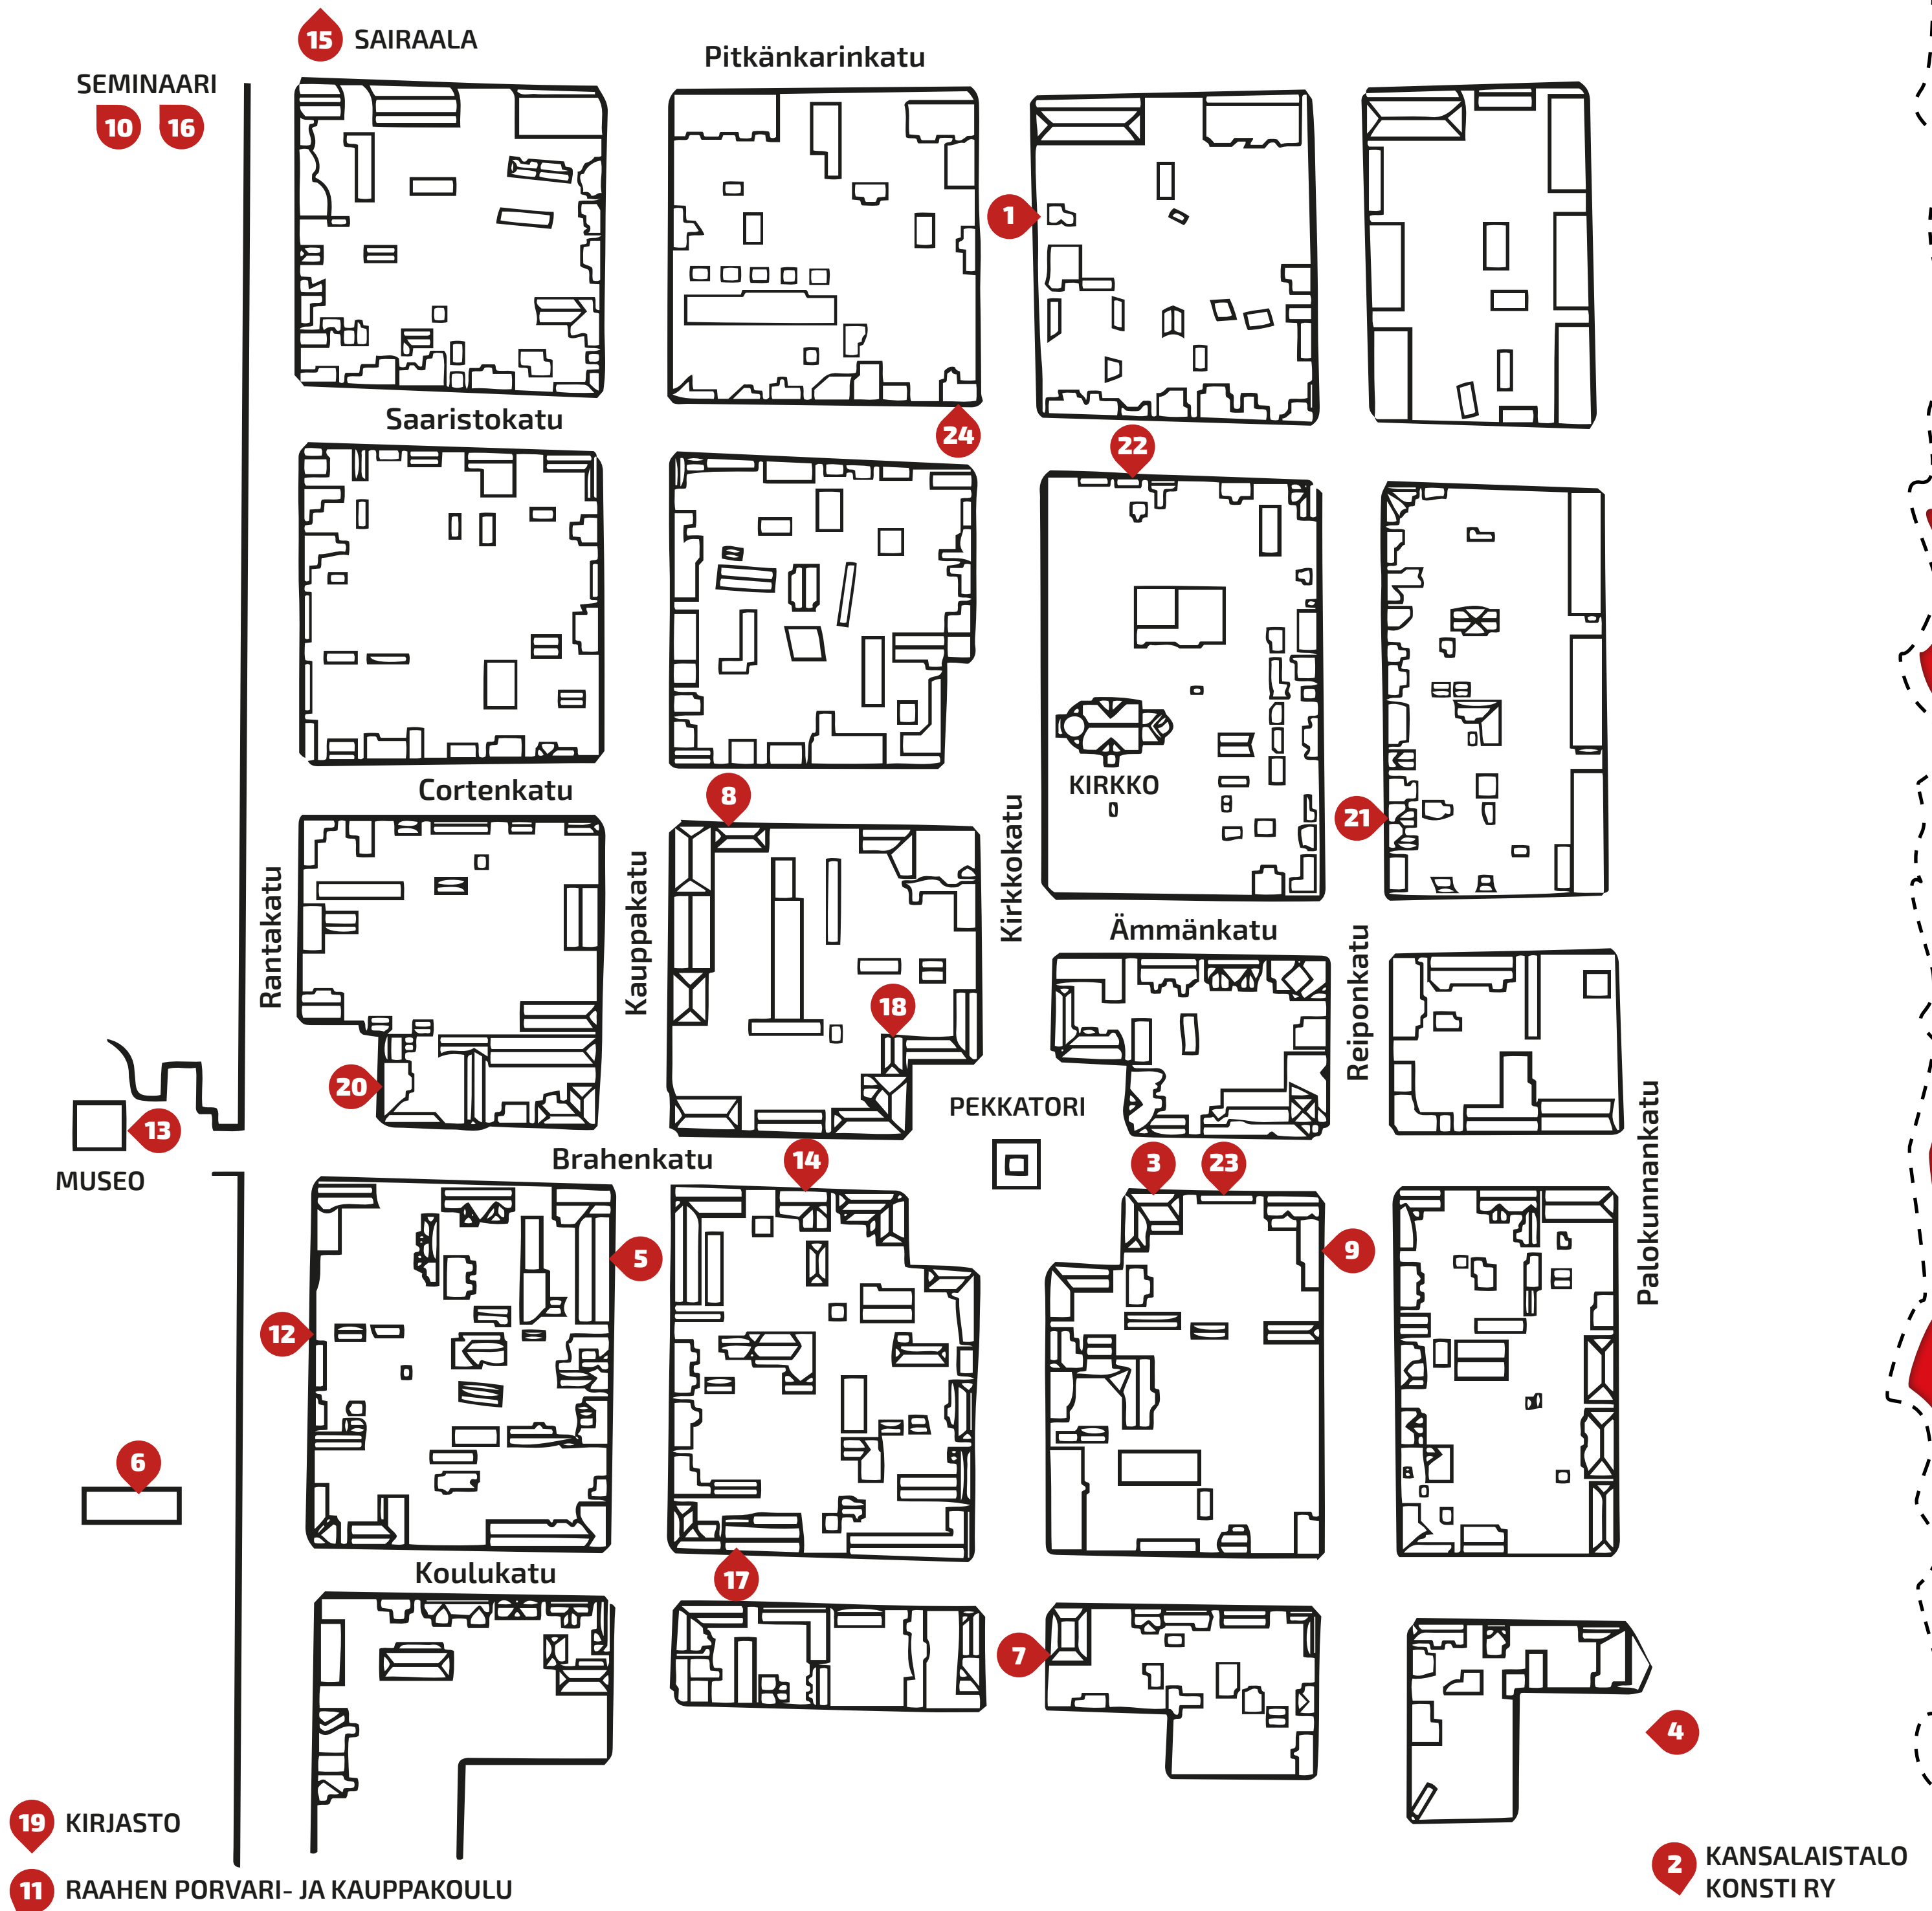 15 SAIRAALA
Pitkänkarinkatu
SEMINAARI
10 16
1
Saaristokatu
24
22
Cortenkatu
8
KIRKKO
21
Rantakatu
Kauppakatu
Kirkkokatu
Ämmänkatu
Reiponkatu
18
20
PEKKATORI
13
MUSEO
Brahenkatu
14
3 23
Palokunnankatu
5
9
12
6
Koulukatu
17
7
4
19 KIRJASTO
2 KANSALAISTALO
KONSTI RY
11 RAAHEN PORVARI- JA KAUPPAKOULU